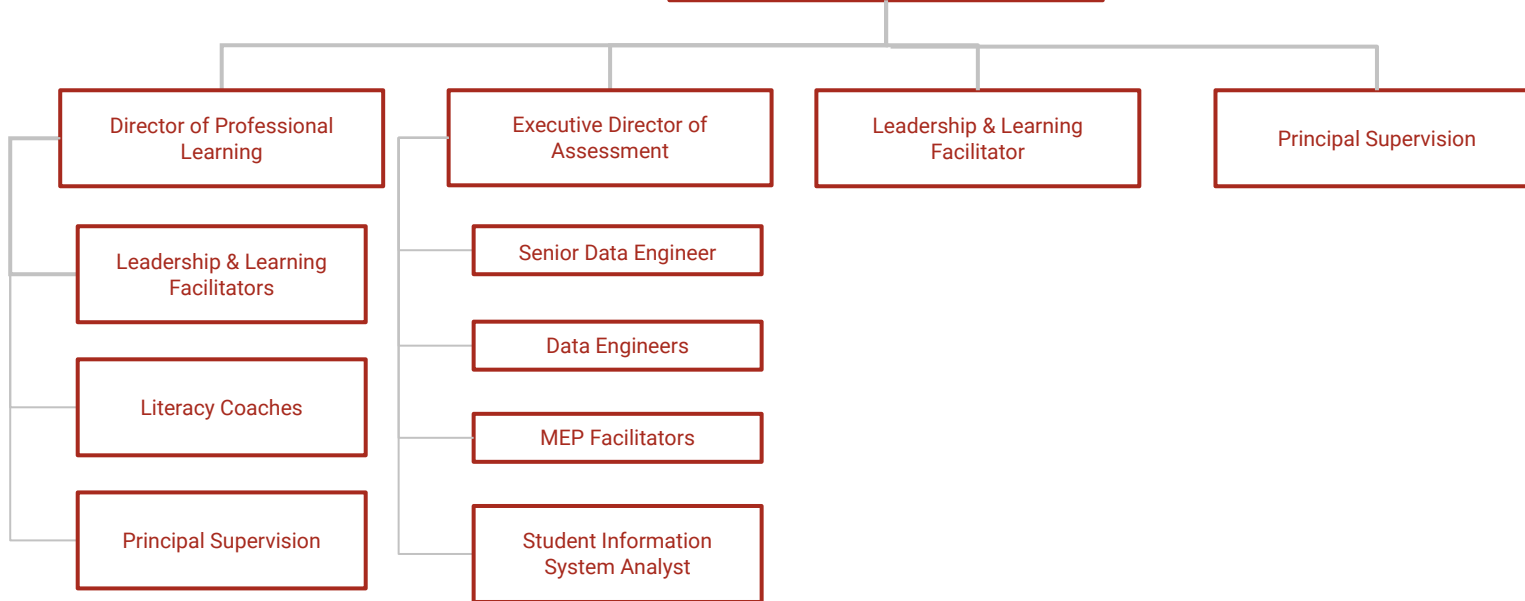 Director of Professional
Learning
Executive Director of
Assessment
Leadership & Learning
Facilitator
Principal Supervision
Leadership & Learning
Facilitators
Literacy Coaches
Principal Supervision
Senior Data Engineer
Data Engineers
MEP Facilitators
Student Information
System Analyst